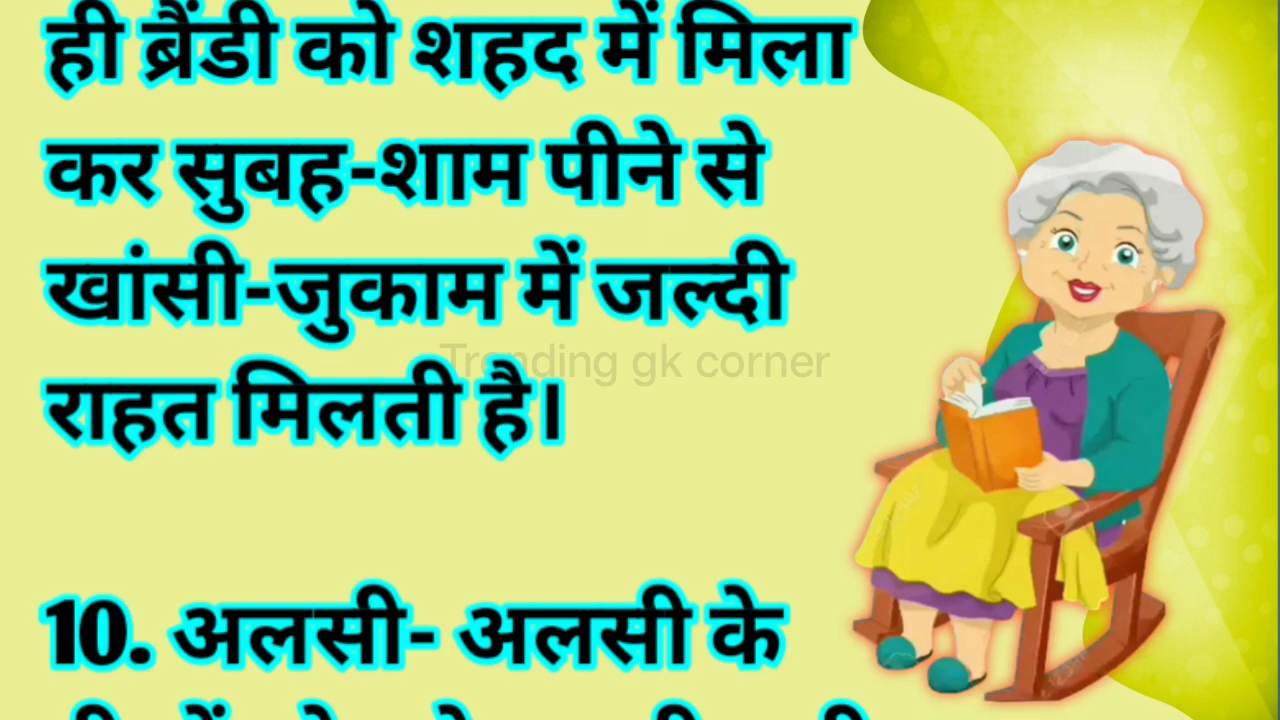 ही ब्रैंडी को शहद में मिला
कर सुबह-शाम पीने से
खांसी-जुकाम में जल्दी
Trending gk corner
राहत मिलती है।
10. अलसी- अलसी के